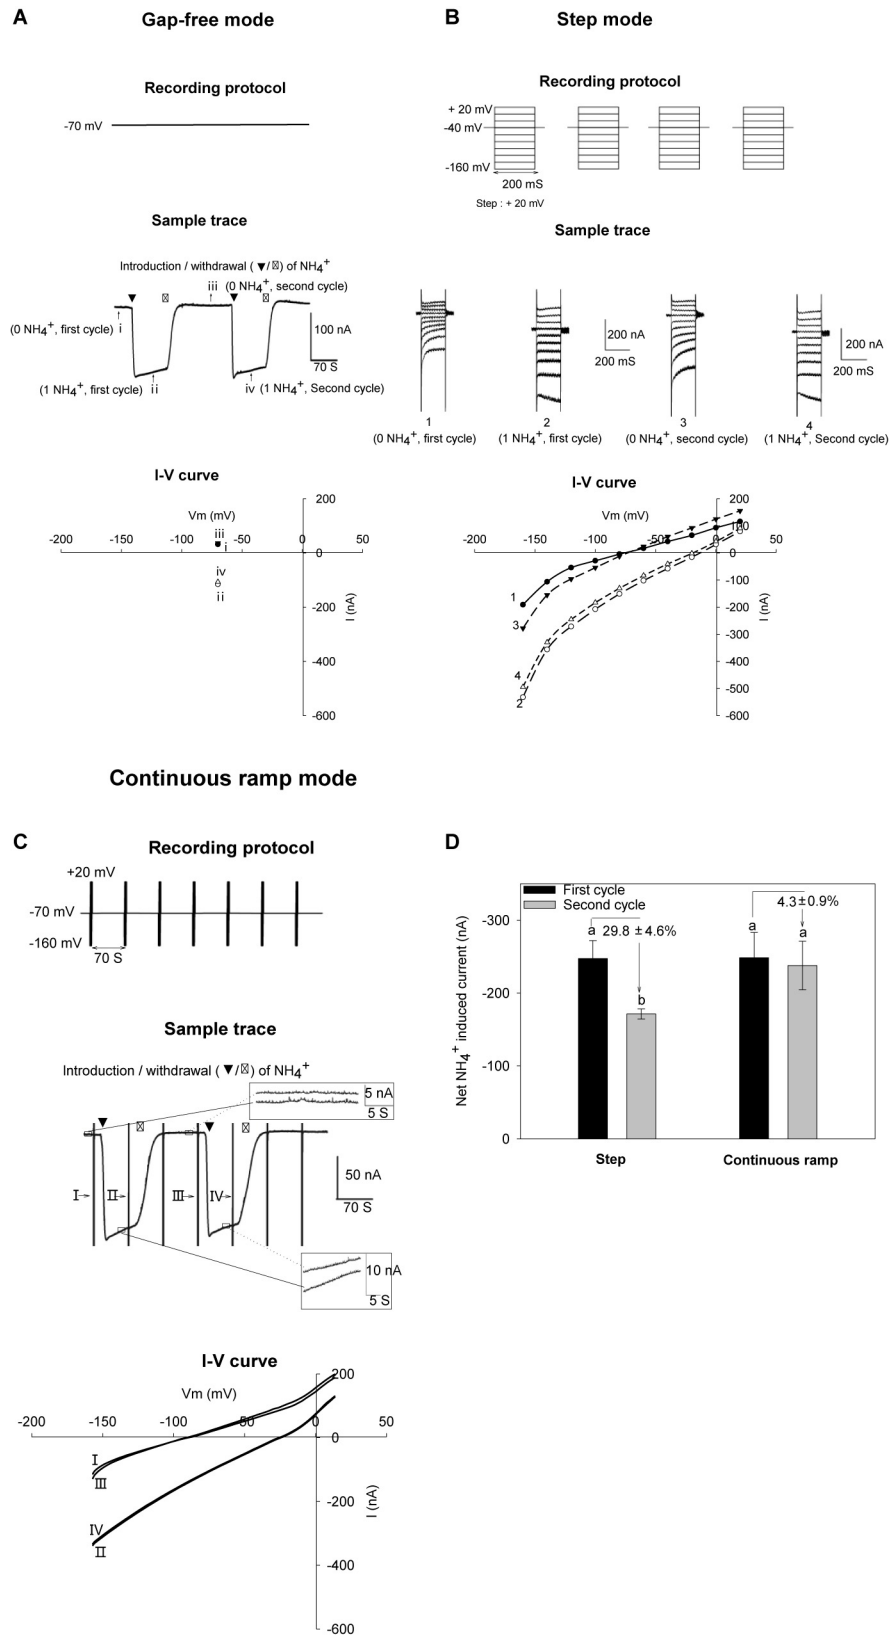 A
Gap-free mode
Recording protocol
-70 mV
Sample trace
Introduction / withdrawal ( ▼/☒) of NH4+
iii (0 NH4+, second cycle)
(0 NH4+, first cycle) i
100 nA
70 S
(1 NH4+, first cycle) ii
iv (1 NH4+, Second cycle)
I-V curve
Vm (mV)
200
-200 -150 -100 -50 0 50
0
-200
-400
-600
I (nA)
iii
i
iv
ii
B
Step mode
Recording protocol
+ 20 mV
-40 mV
-160 mV
200 mS
Step : + 20 mV
Sample trace
200 nA
200 mS
200 nA
200 mS
1 2 3 4
(0 NH4+, first cycle) (1 NH4+, first cycle) (0 NH4+, second cycle) (1 NH4+, Second cycle)
I-V curve
Vm (mV)
-200 -150 -100 -50 0 50
200
100
0
-100
-200
-300
-400
-500
-600
I (nA)
1
3
4
2
Continuous ramp mode
C
Recording protocol
+20 mV
-70 mV
-160 mV
70 S
Sample trace
Introduction / withdrawal ( ▼/☒) of NH4+
5 nA
5 S
I II III IV
50 nA
70 S
10 nA
5 S
I-V curve
Vm (mV)
-200 -150 -100 -50 0 50
200
0
-200
-400
-600
I (nA)
I
III
IV
II
D
First cycle
Second cycle
Net NH4+ induced current (nA)
-300
-200
-100
0
a
29.8 ±4.6%
b
a
4.3±0.9%
a
Step
Continuous ramp